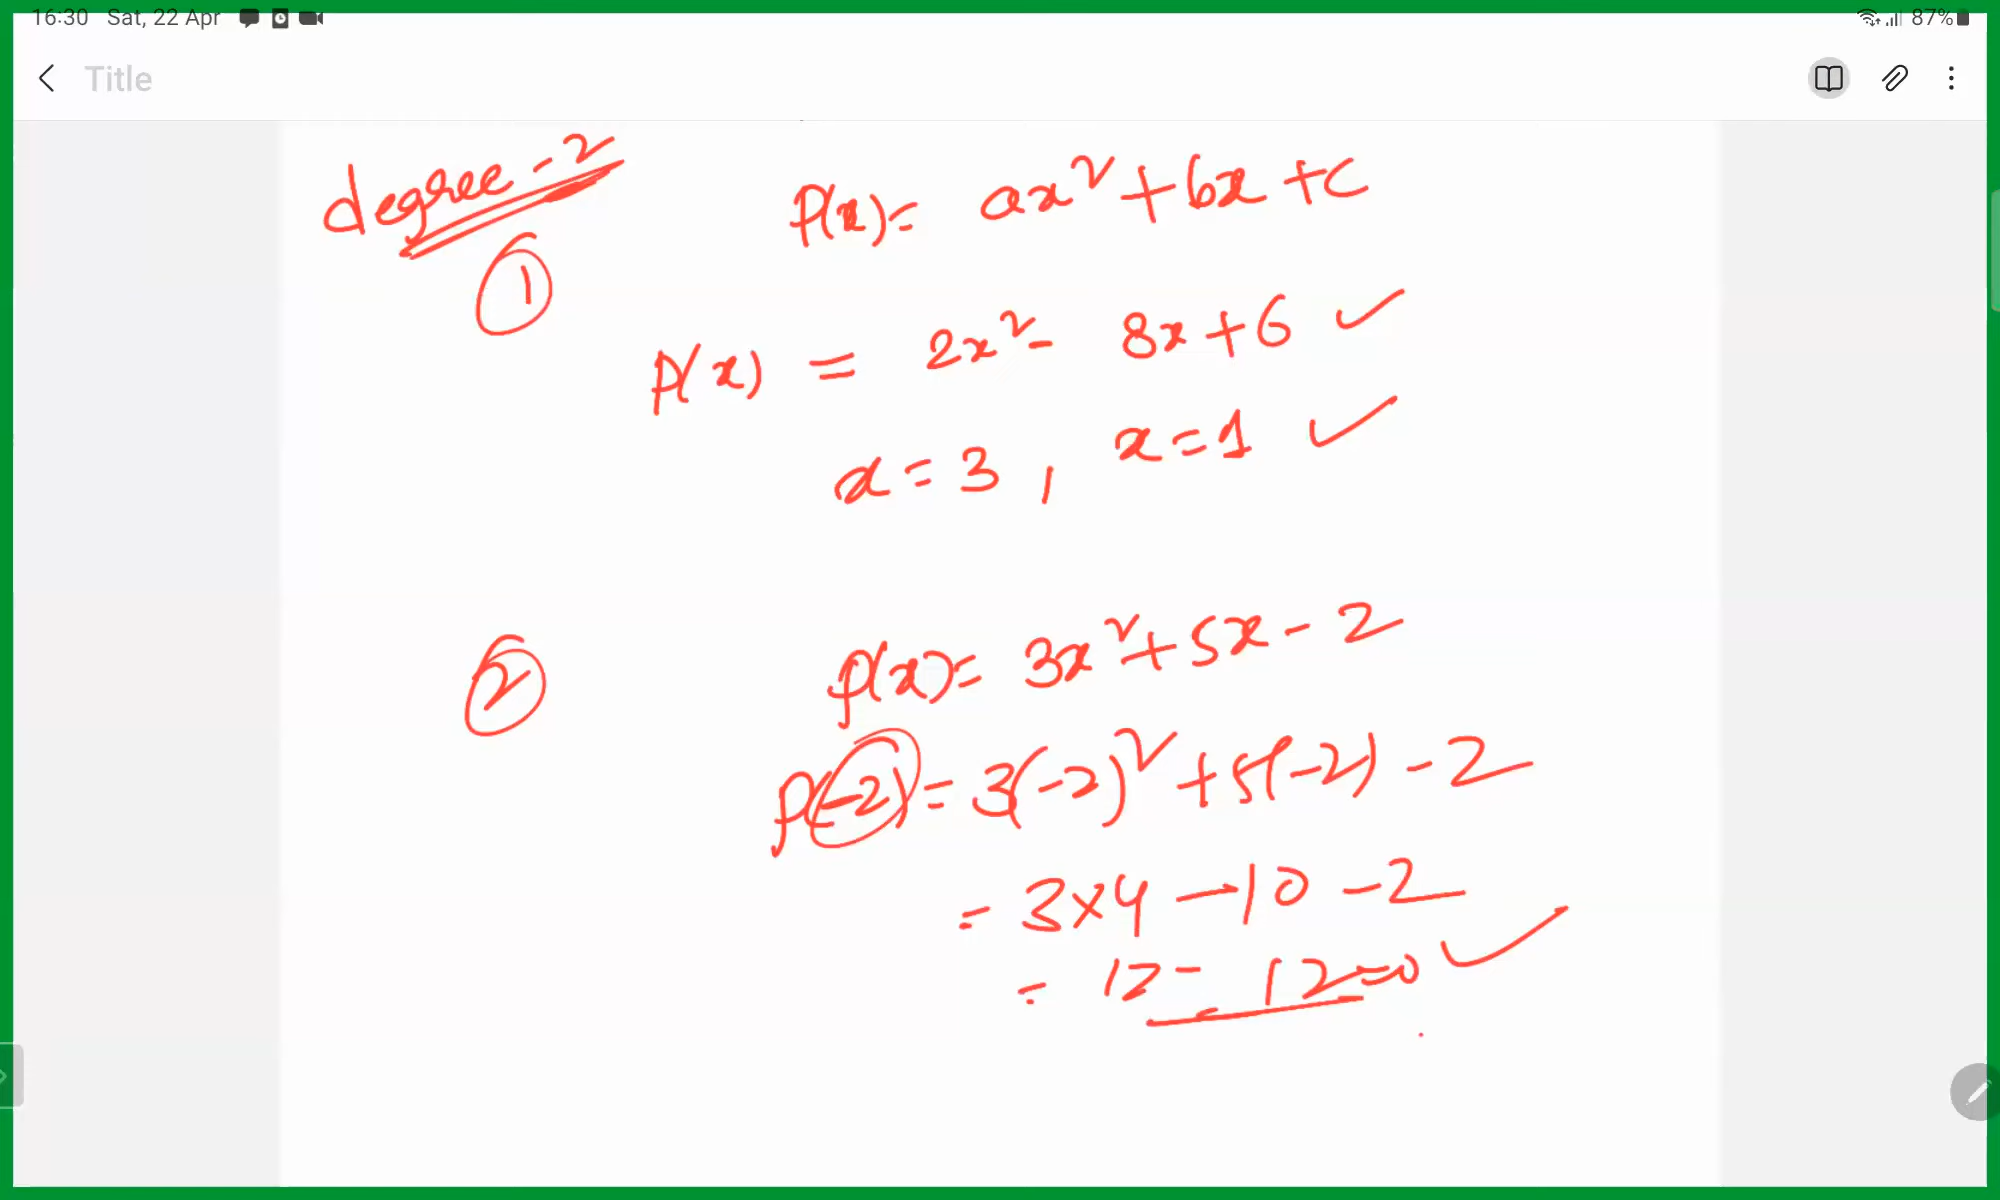 16:30 Sat, 22 Apr 87%
Title
degree-2
P(x)= ax²+bx+c
1
P(x) = 2x²- 8x+6 ✓
x=3, x=1 ✓
2
P(x)= 3x²+5x-2
P(-2)= 3(-2)²+5(-2)-2
= 3×4-10-2
= 12-12=0 ✓